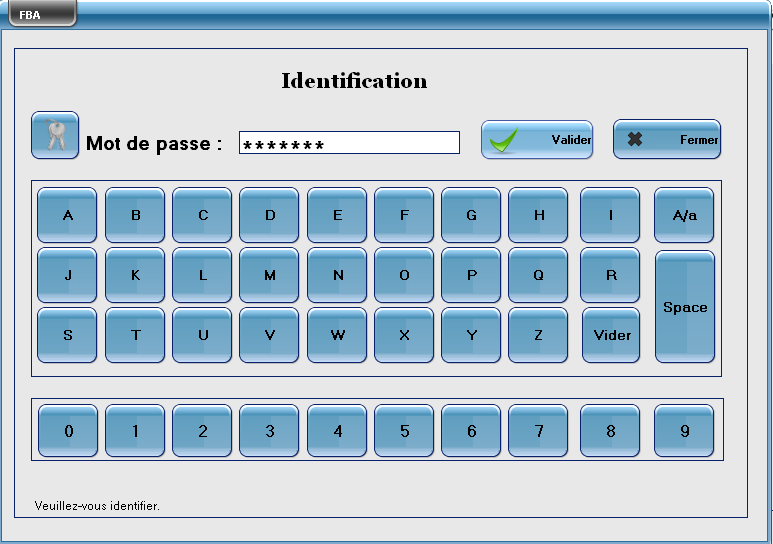 FBA
Identification
Mot de passe : *******
Valider
Fermer
A B C D E F G H I A/a
J K L M N O P Q R
Space
S T U V W X Y Z Vider
0 1 2 3 4 5 6 7 8 9
Veuillez-vous identifier.